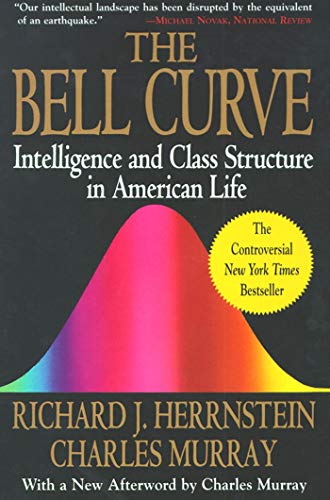 "Our intellectual landscape has been disrupted by the equivalent
of an earthquake." —MICHAEL NOVAK, NATIONAL REVIEW
THE
BELL CURVE
Intelligence and Class Structure
in American Life
The
Controversial
New York Times
Bestseller
RICHARD J. HERRNSTEIN
CHARLES MURRAY
With a New Afterword by Charles Murray